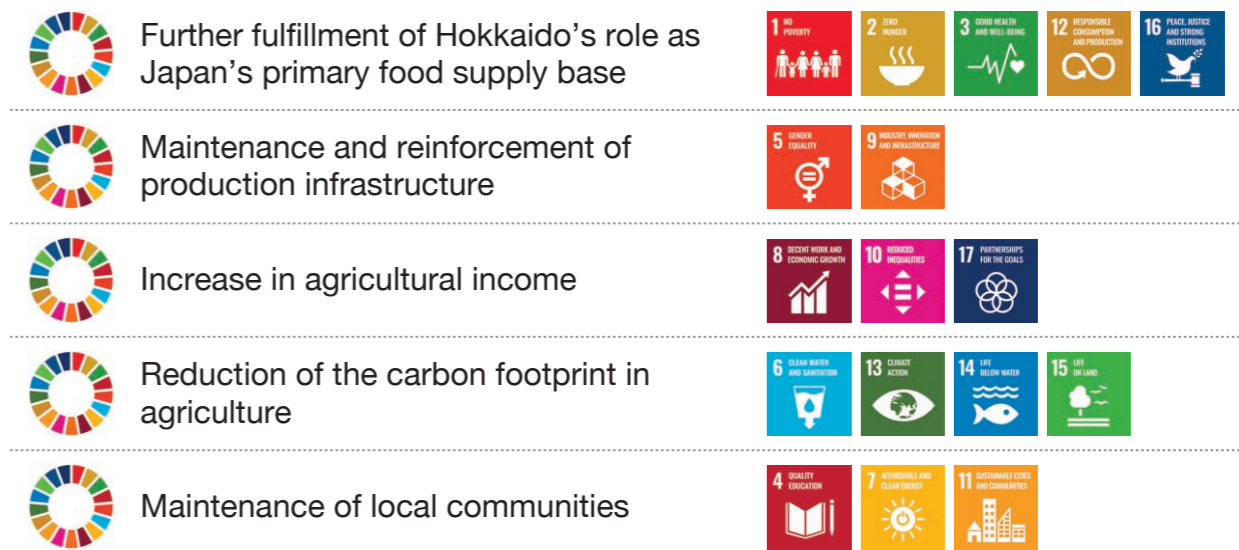 Further fulfillment of Hokkaido's role as
Japan's primary food supply base
1 NO
POVERTY
2 ZERO
HUNGER
3 GOOD HEALTH
AND WELL-BEING
12 RESPONSIBLE
CONSUMPTION
AND PRODUCTION
16 PEACE, JUSTICE
AND STRONG
INSTITUTIONS
Maintenance and reinforcement of
production infrastructure
5 GENDER
EQUALITY
9 INDUSTRY, INNOVATION
AND INFRASTRUCTURE
Increase in agricultural income
8 DECENT WORK AND
ECONOMIC GROWTH
10 REDUCED
INEQUALITIES
17 PARTNERSHIPS
FOR THE GOALS
Reduction of the carbon footprint in
agriculture
6 CLEAN WATER
AND SANITATION
13 CLIMATE
ACTION
14 LIFE
BELOW WATER
15 LIFE
ON LAND
Maintenance of local communities
4 QUALITY
EDUCATION
7 AFFORDABLE AND
CLEAN ENERGY
11 SUSTAINABLE CITIES
AND COMMUNITIES